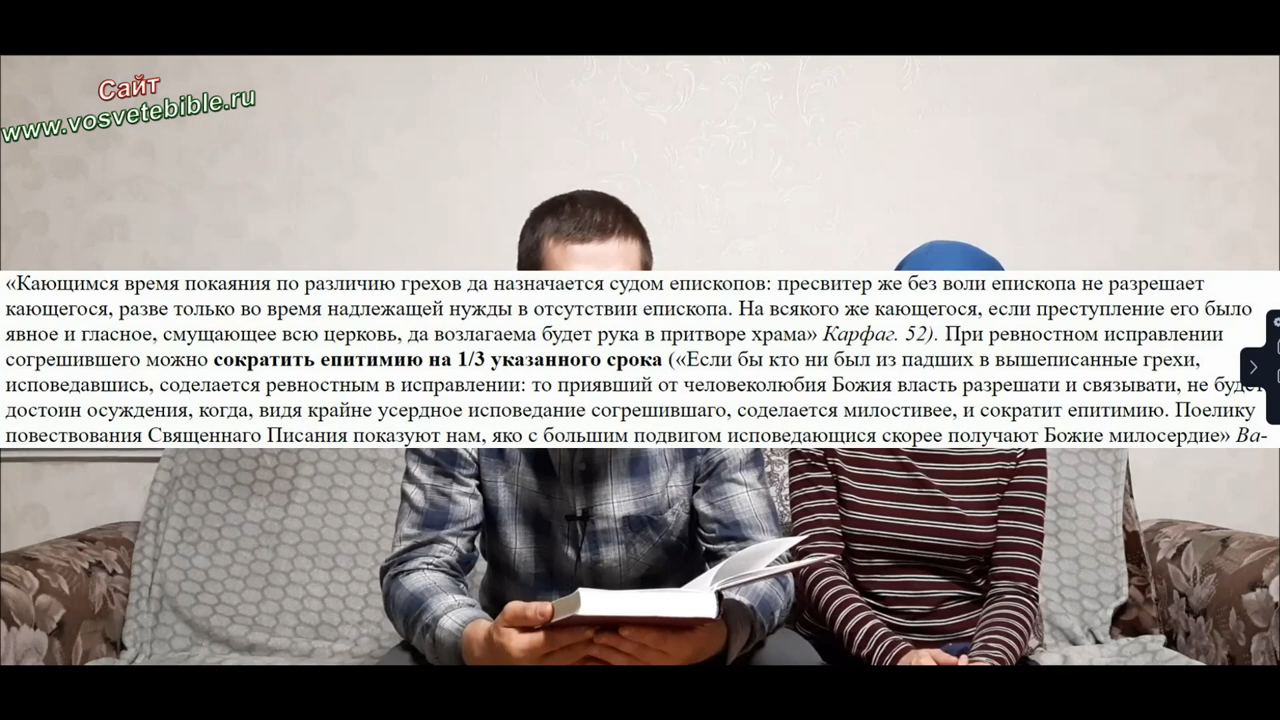 Сайт
www.vosvetebible.ru
«Кающимся время покаяния по различию грехов да назначается судом епископов: пресвитер же без воли епископа не разрешает
кающегося, разве только во время надлежащей нужды в отсутствии епископа. На всякого же кающегося, если преступление его было
явное и гласное, смущающее всю церковь, да возлагаема будет рука в притворе храма» Карфаг. 52). При ревностном исправлении
согрешившего можно сократить епитимию на 1/3 указанного срока («Если бы кто ни был из падших в вышеписанные грехи,
исповедавшись, соделается ревностным в исправлении: то приявший от человеколюбия Божия власть разрешати и связывати, не будет
достоин осуждения, когда, видя крайне усердное исповедание согрешившаго, соделается милостивее, и сократит епитимию. Поелику
повествования Священнаго Писания показуют нам, яко с большим подвигом исповедающися скорее получают Божие милосердие» Ва-